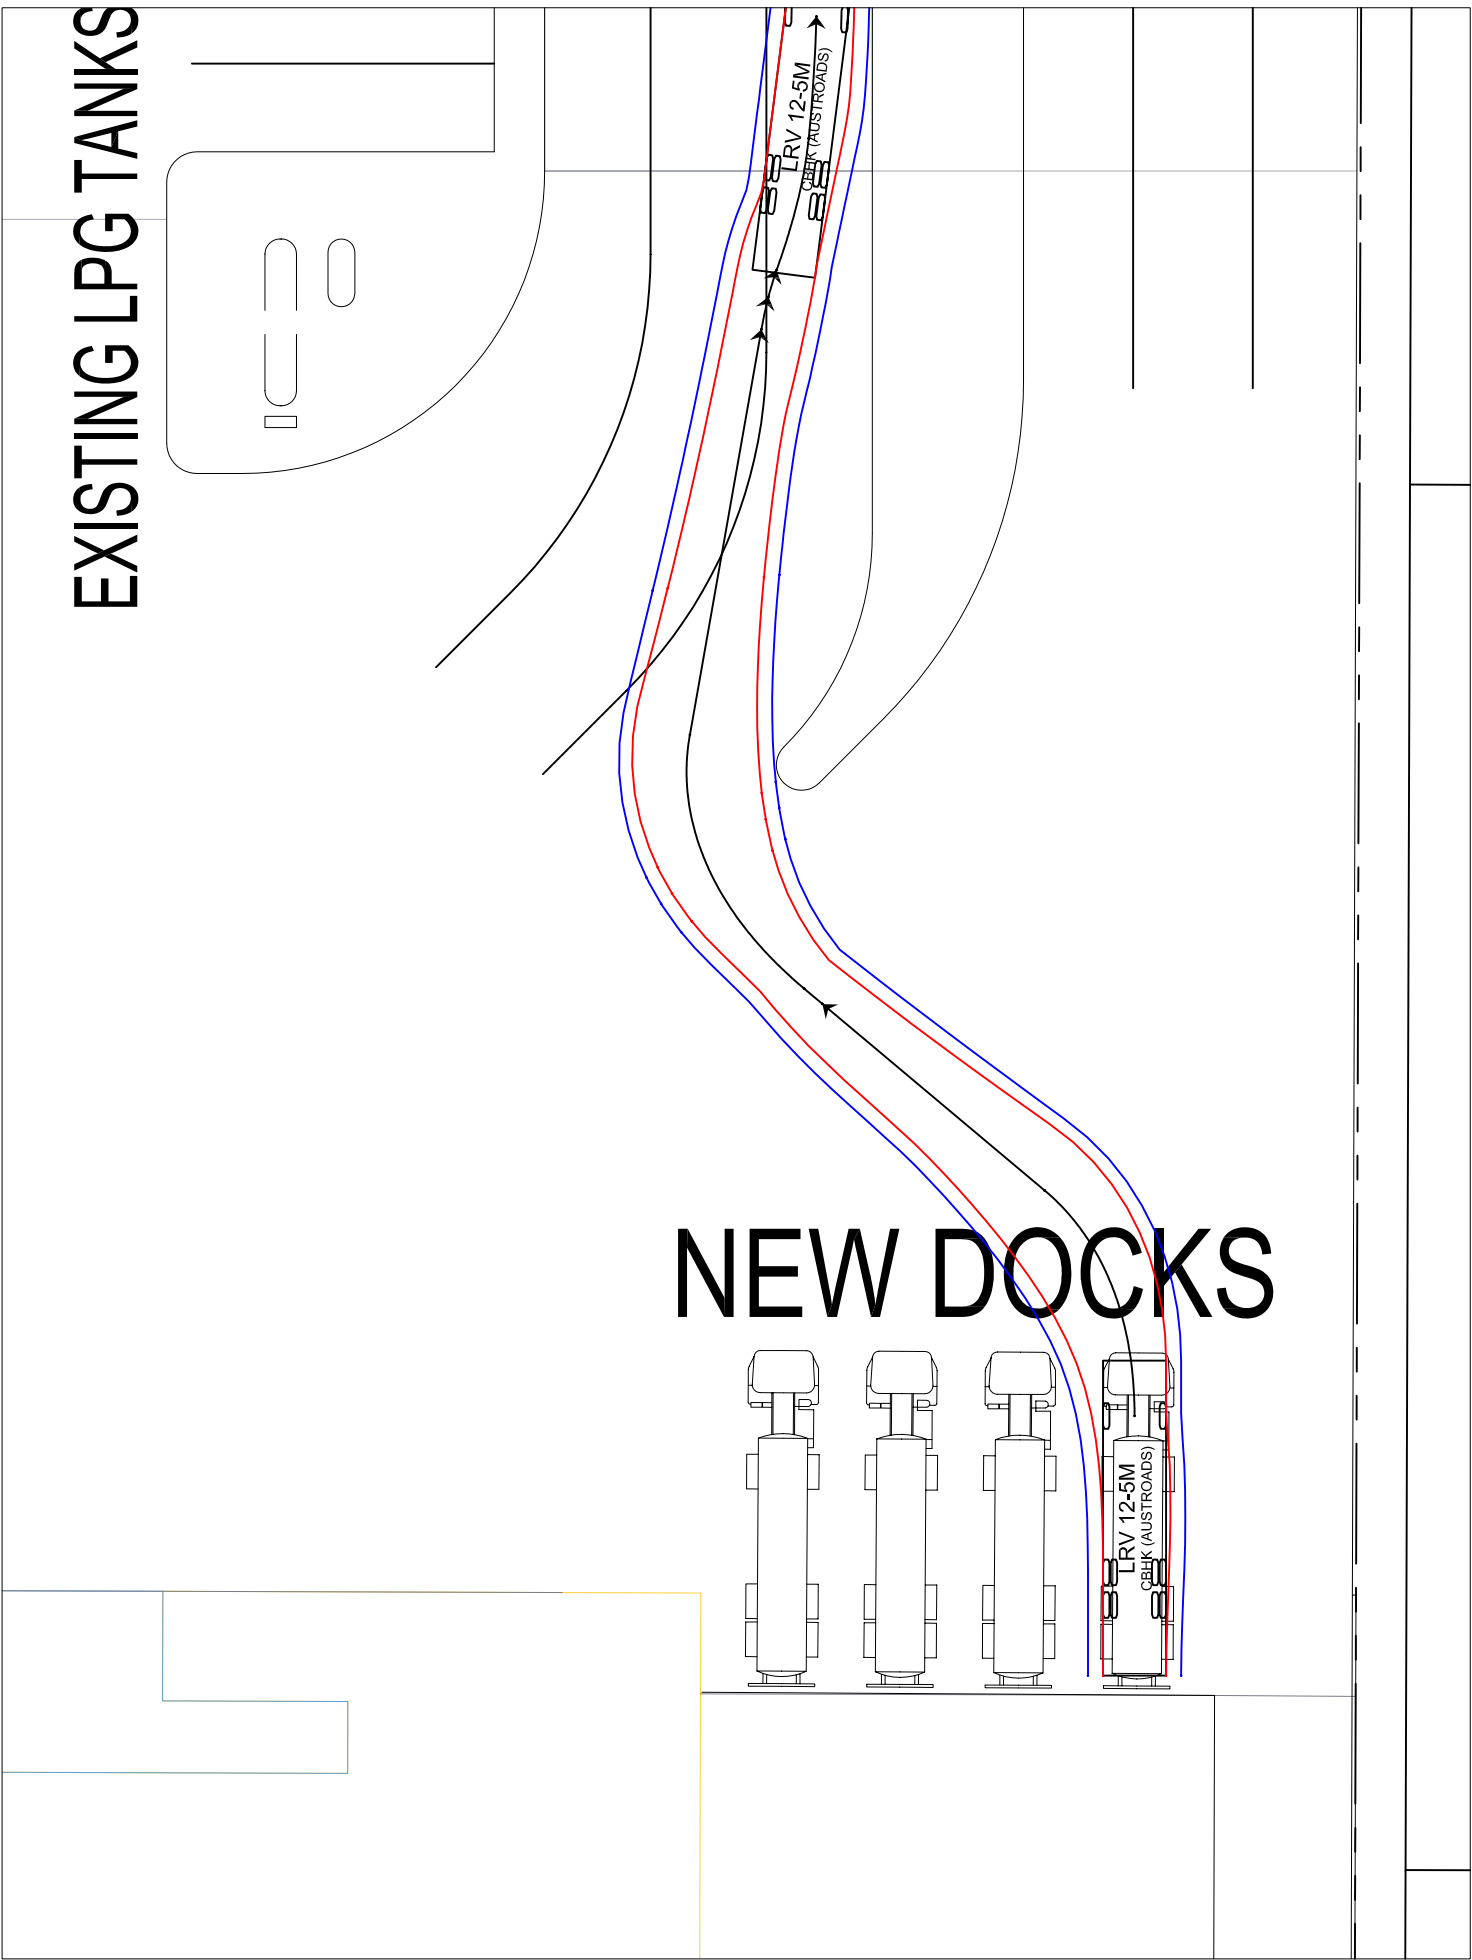 EXISTING LPG TANKS
LRV 12-5M
CBHK (AUSTROADS)
NEW DOCKS
LRV 12-5M
CBHK (AUSTROADS)